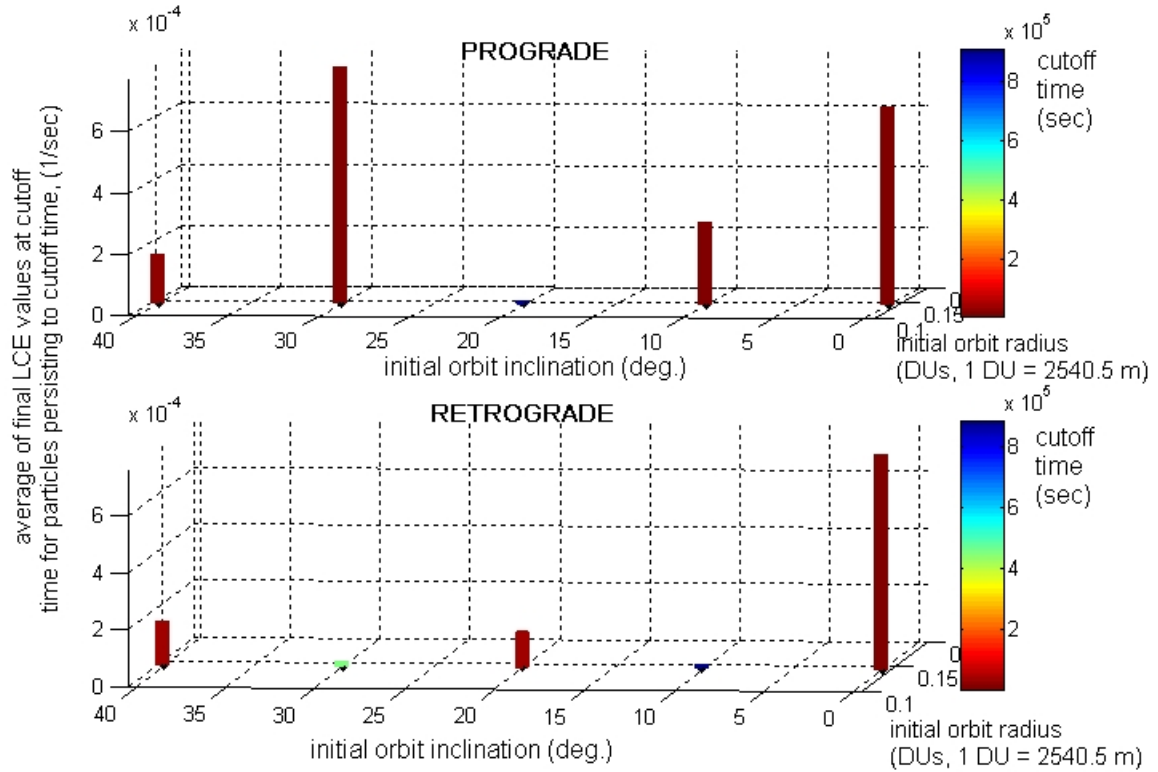 x 10^-4
PROGRADE
x 10^5
cutoff
time
(sec)
8
6
4
2
6
4
2
0
40
35
30
25
20
15
10
5
0
0.1
0.15
initial orbit inclination (deg.)
initial orbit radius
(DUs, 1 DU = 2540.5 m)
average of final LCE values at cutoff
time for particles persisting to cutoff time, (1/sec)
x 10^-4
RETROGRADE
x 10^5
cutoff
time
(sec)
8
6
4
2
6
4
2
0
40
35
30
25
20
15
10
5
0
0.1
0.15
initial orbit inclination (deg.)
initial orbit radius
(DUs, 1 DU = 2540.5 m)